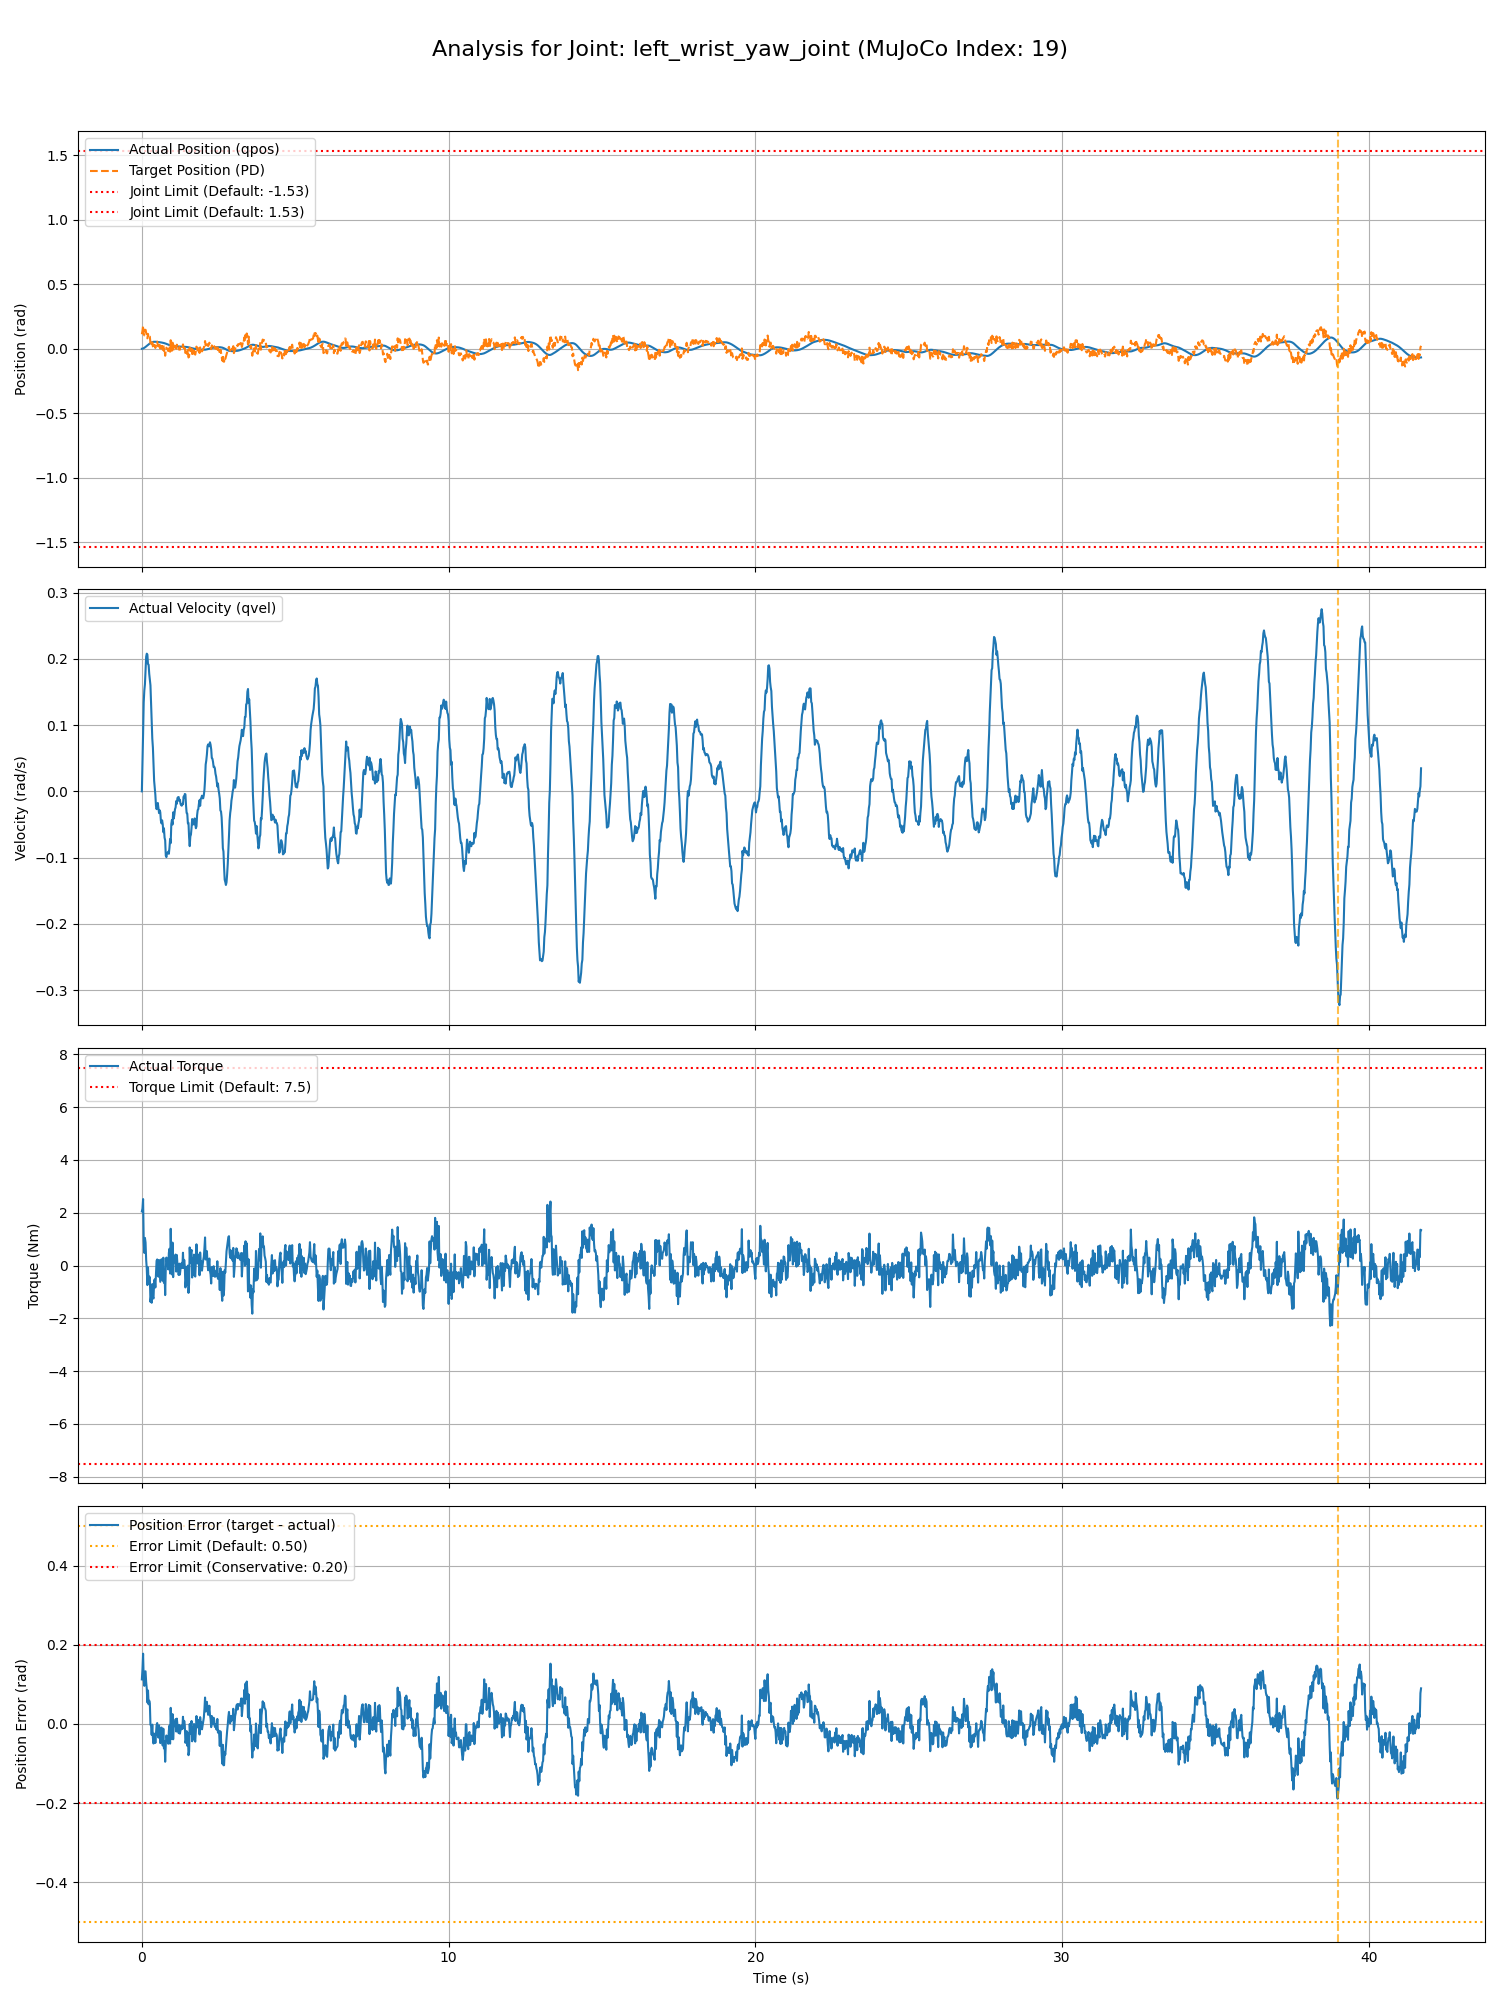 Analysis for Joint: left_wrist_yaw_joint (MuJoCo Index: 19)
Actual Position (qpos)
Target Position (PD)
Joint Limit (Default: -1.53)
Joint Limit (Default: 1.53)
Position (rad)
1.5
1.0
0.5
0.0
−0.5
−1.0
−1.5
Actual Velocity (qvel)
Velocity (rad/s)
0.3
0.2
0.1
0.0
−0.1
−0.2
−0.3
Actual Torque
Torque Limit (Default: 7.5)
Torque (Nm)
8
6
4
2
0
−2
−4
−6
−8
Position Error (target - actual)
Error Limit (Default: 0.50)
Error Limit (Conservative: 0.20)
Position Error (rad)
0.4
0.2
0.0
−0.2
−0.4
0
10
20
30
40
Time (s)